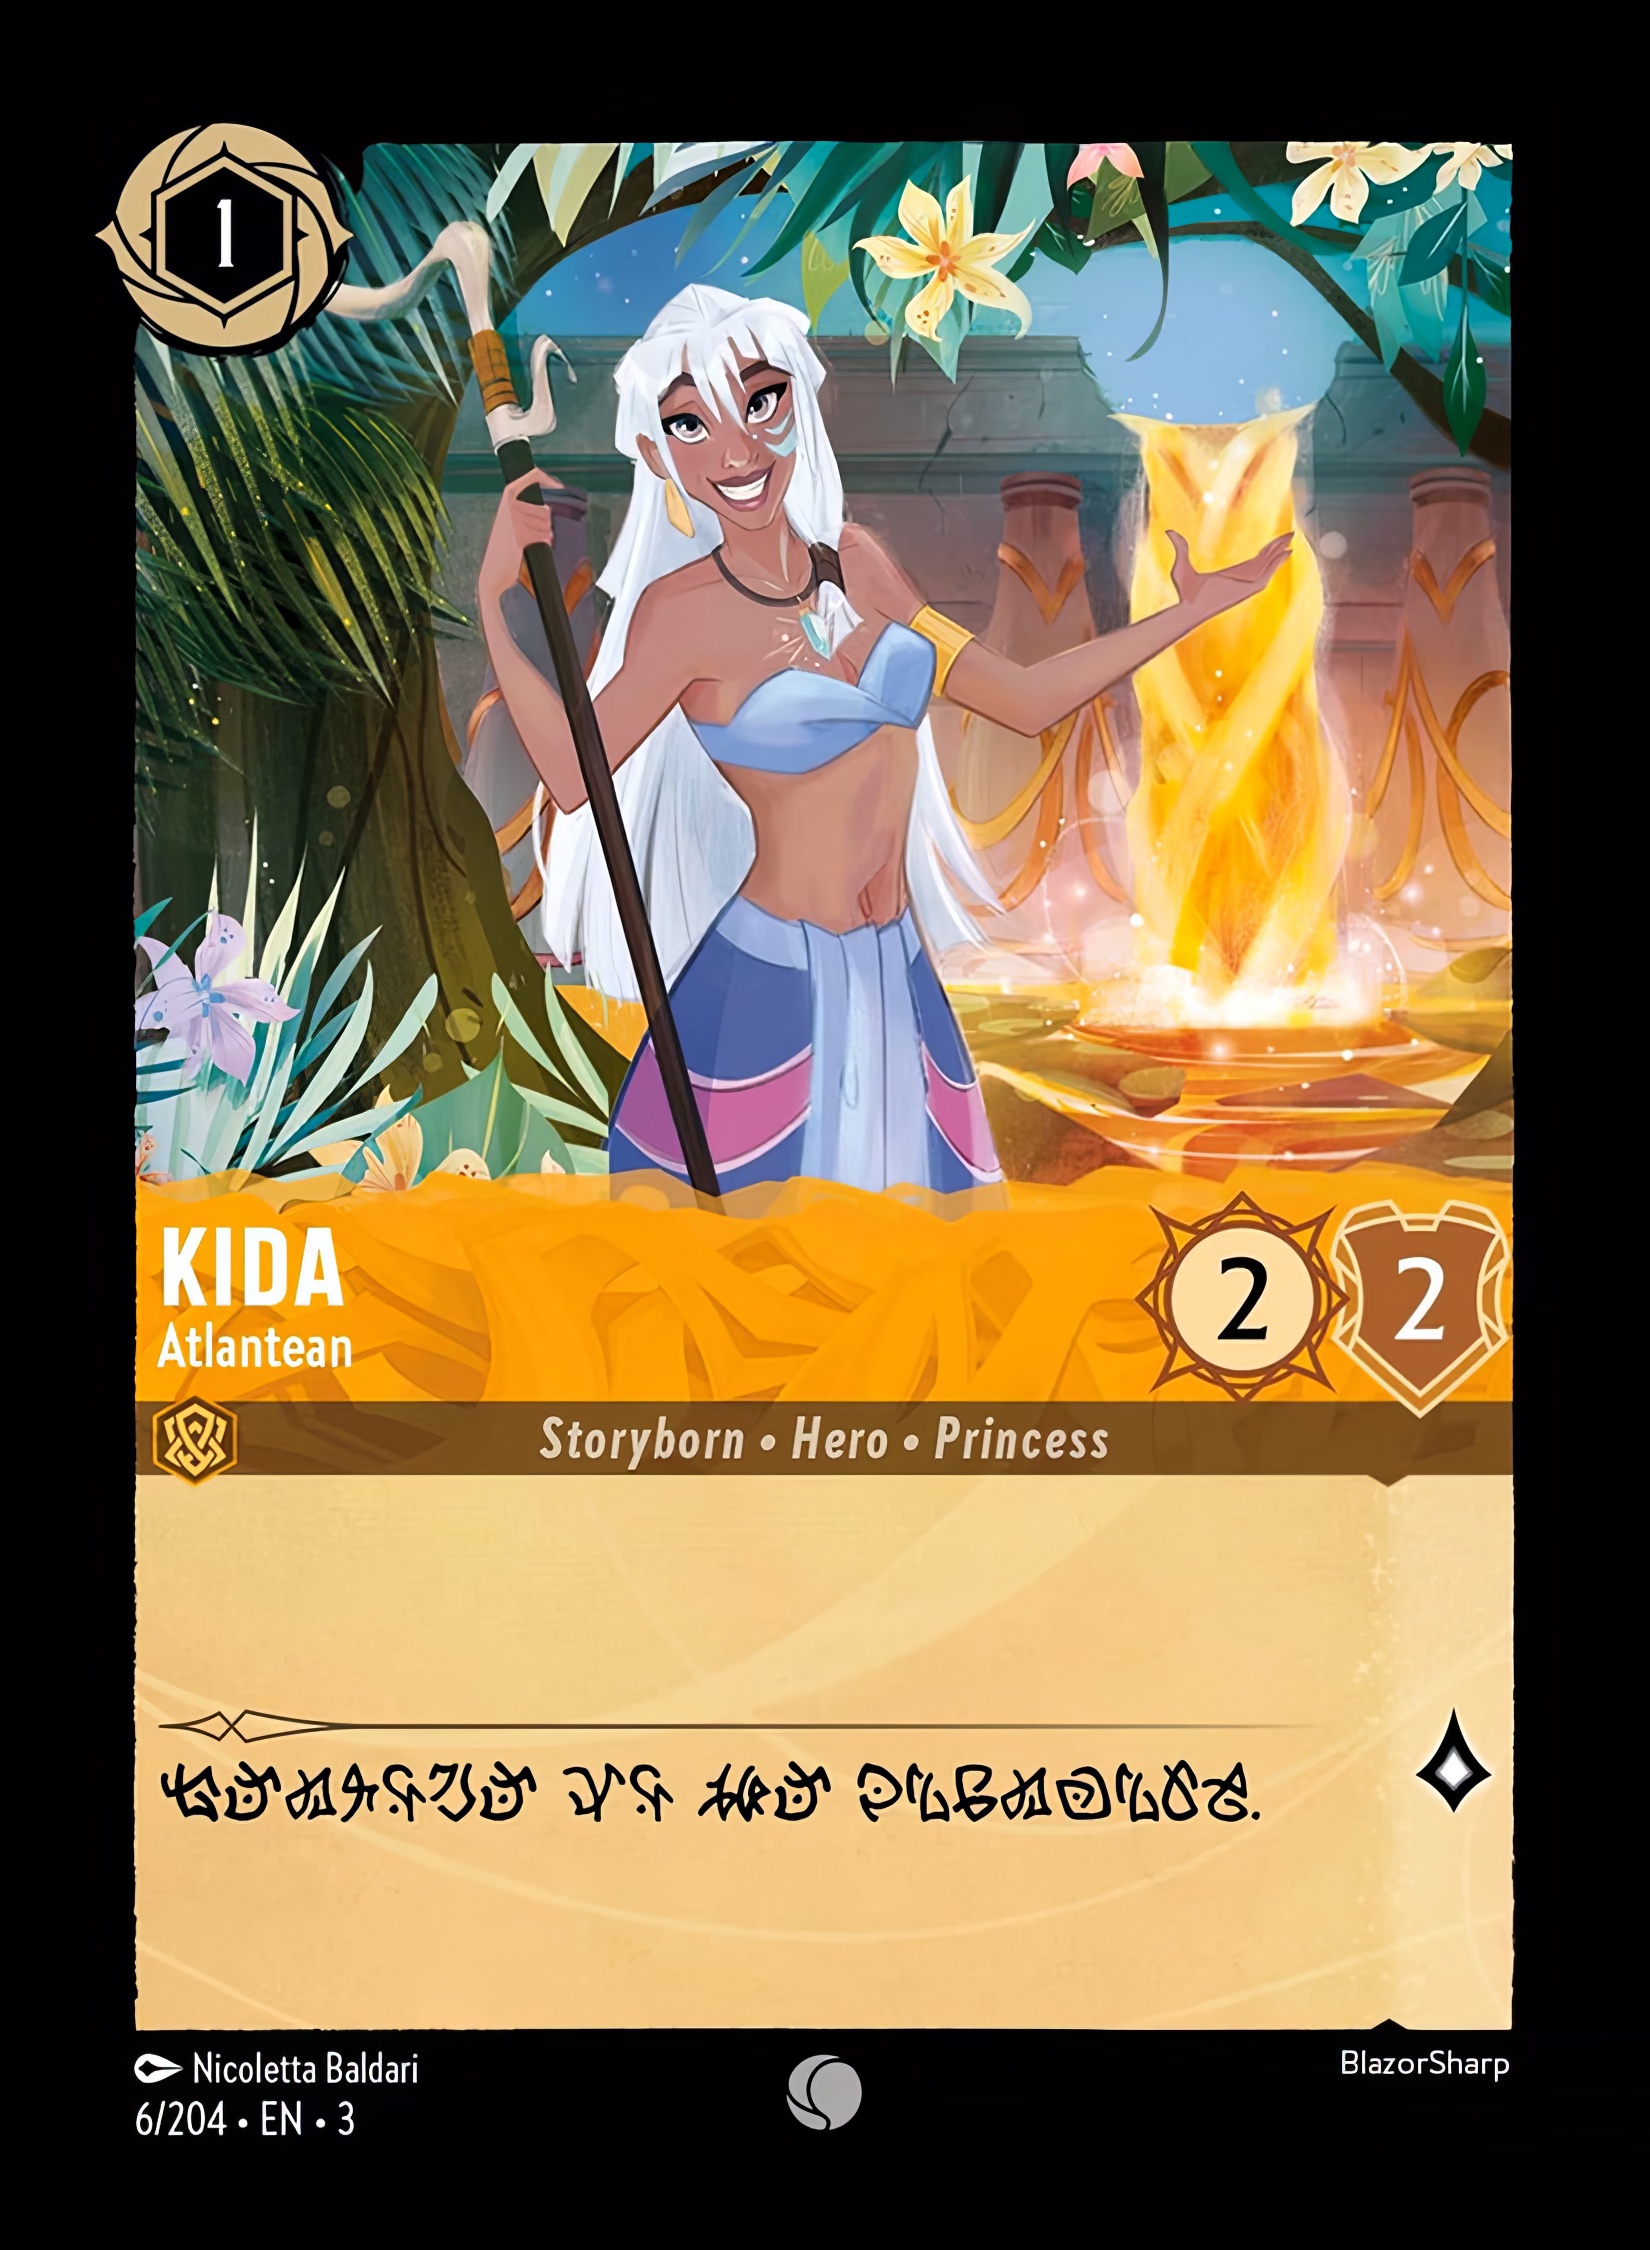 1
KIDA
Atlantean
2 2
Storyborn • Hero • Princess
Nicoletta Baldari
BlazorSharp
6/204 • EN • 3